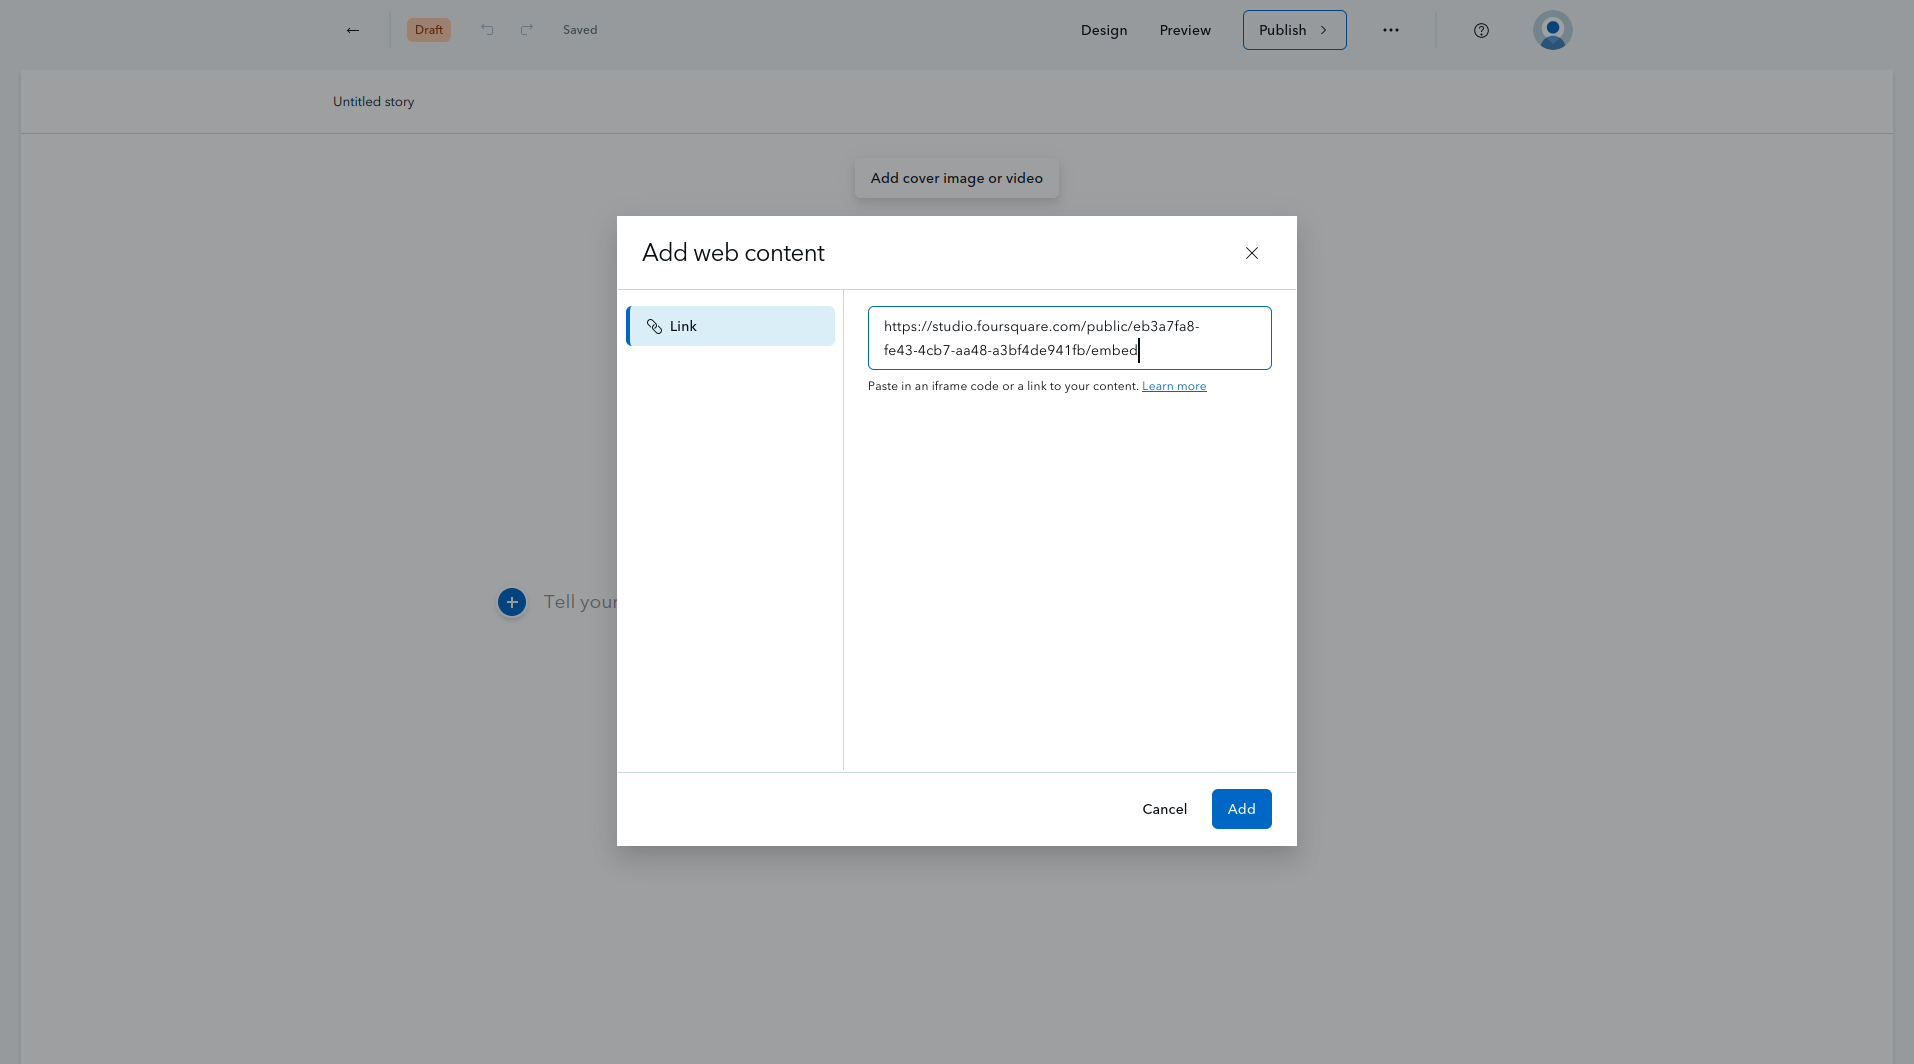 Draft
Saved
Design
Preview
Publish
Untitled story
Add cover image or video
Add web content
Link
https://studio.foursquare.com/public/eb3a7fa8-
fe43-4cb7-aa48-a3bf4de941fb/embed
Paste in an iframe code or a link to your content. Learn more
Tell your
Cancel
Add